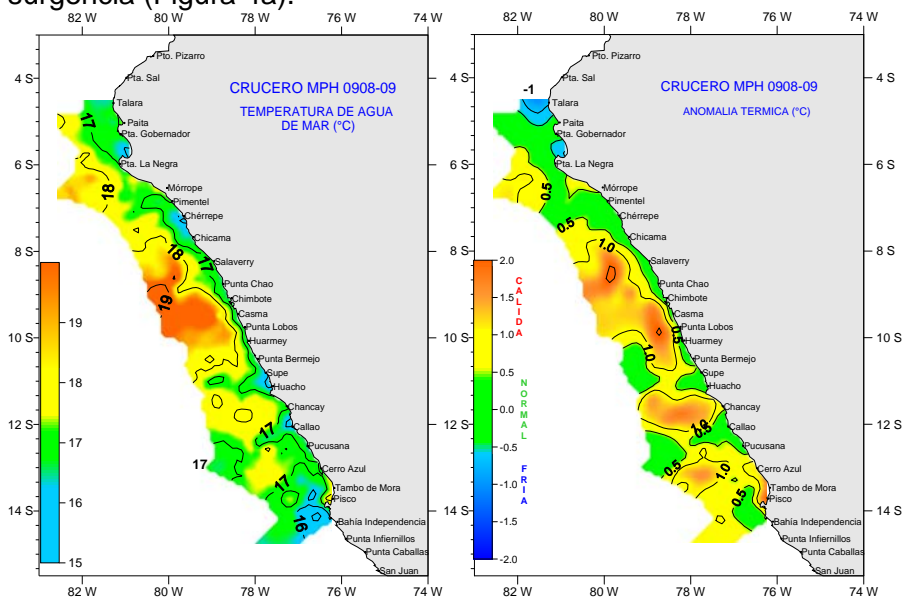 surgencia (Figura 4a).
82 W 80 W 78 W 76 W 74 W
82 W 80 W 78 W 76 W 74 W
4 S
6 S
8 S
10 S
12 S
14 S
CRUCERO MPH 0908-09
TEMPERATURA DE AGUA
DE MAR (°C)
Pto. Pizarro
Pta. Sal
Talara
Paita
Pta. Gobernador
Pta. La Negra
Mórrope
Pimentel
Chérrepe
Chicama
Salaverry
Punta Chao
Chimbote
Casma
Punta Lobos
Huarmey
Punta Bermejo
Supe
Huacho
Chancay
Callao
Pucusana
Cerro Azul
Tambo de Mora
Pisco
Bahía Independencia
Punta Infiernillos
Punta Caballas
San Juan
17
18
18
17
19
17
17
17
16
19
18
17
16
15
82 W 80 W 78 W 76 W 74 W
4 S
6 S
8 S
10 S
12 S
14 S
CRUCERO MPH 0908-09
ANOMALIA TERMICA (°C)
Pto. Pizarro
Pta. Sal
Talara
Paita
Pta. Gobernador
Pta. La Negra
Mórrope
Pimentel
Chérrepe
Chicama
Salaverry
Punta Chao
Chimbote
Casma
Punta Lobos
Huarmey
Punta Bermejo
Supe
Huacho
Chancay
Callao
Pucusana
Cerro Azul
Tambo de Mora
Pisco
Bahía Independencia
Punta Infiernillos
Punta Caballas
San Juan
-1
0.5
0.5
1.0
0.5
1.0
1.0
0.5
0.5
1.0
0.5
2.0
1.5
1.0
0.5
0.0
-0.5
-1.0
-1.5
-2.0
CALIDA
NORMAL
FRIA
82 W 80 W 78 W 76 W 74 W
4 S
6 S
8 S
10 S
12 S
14 S